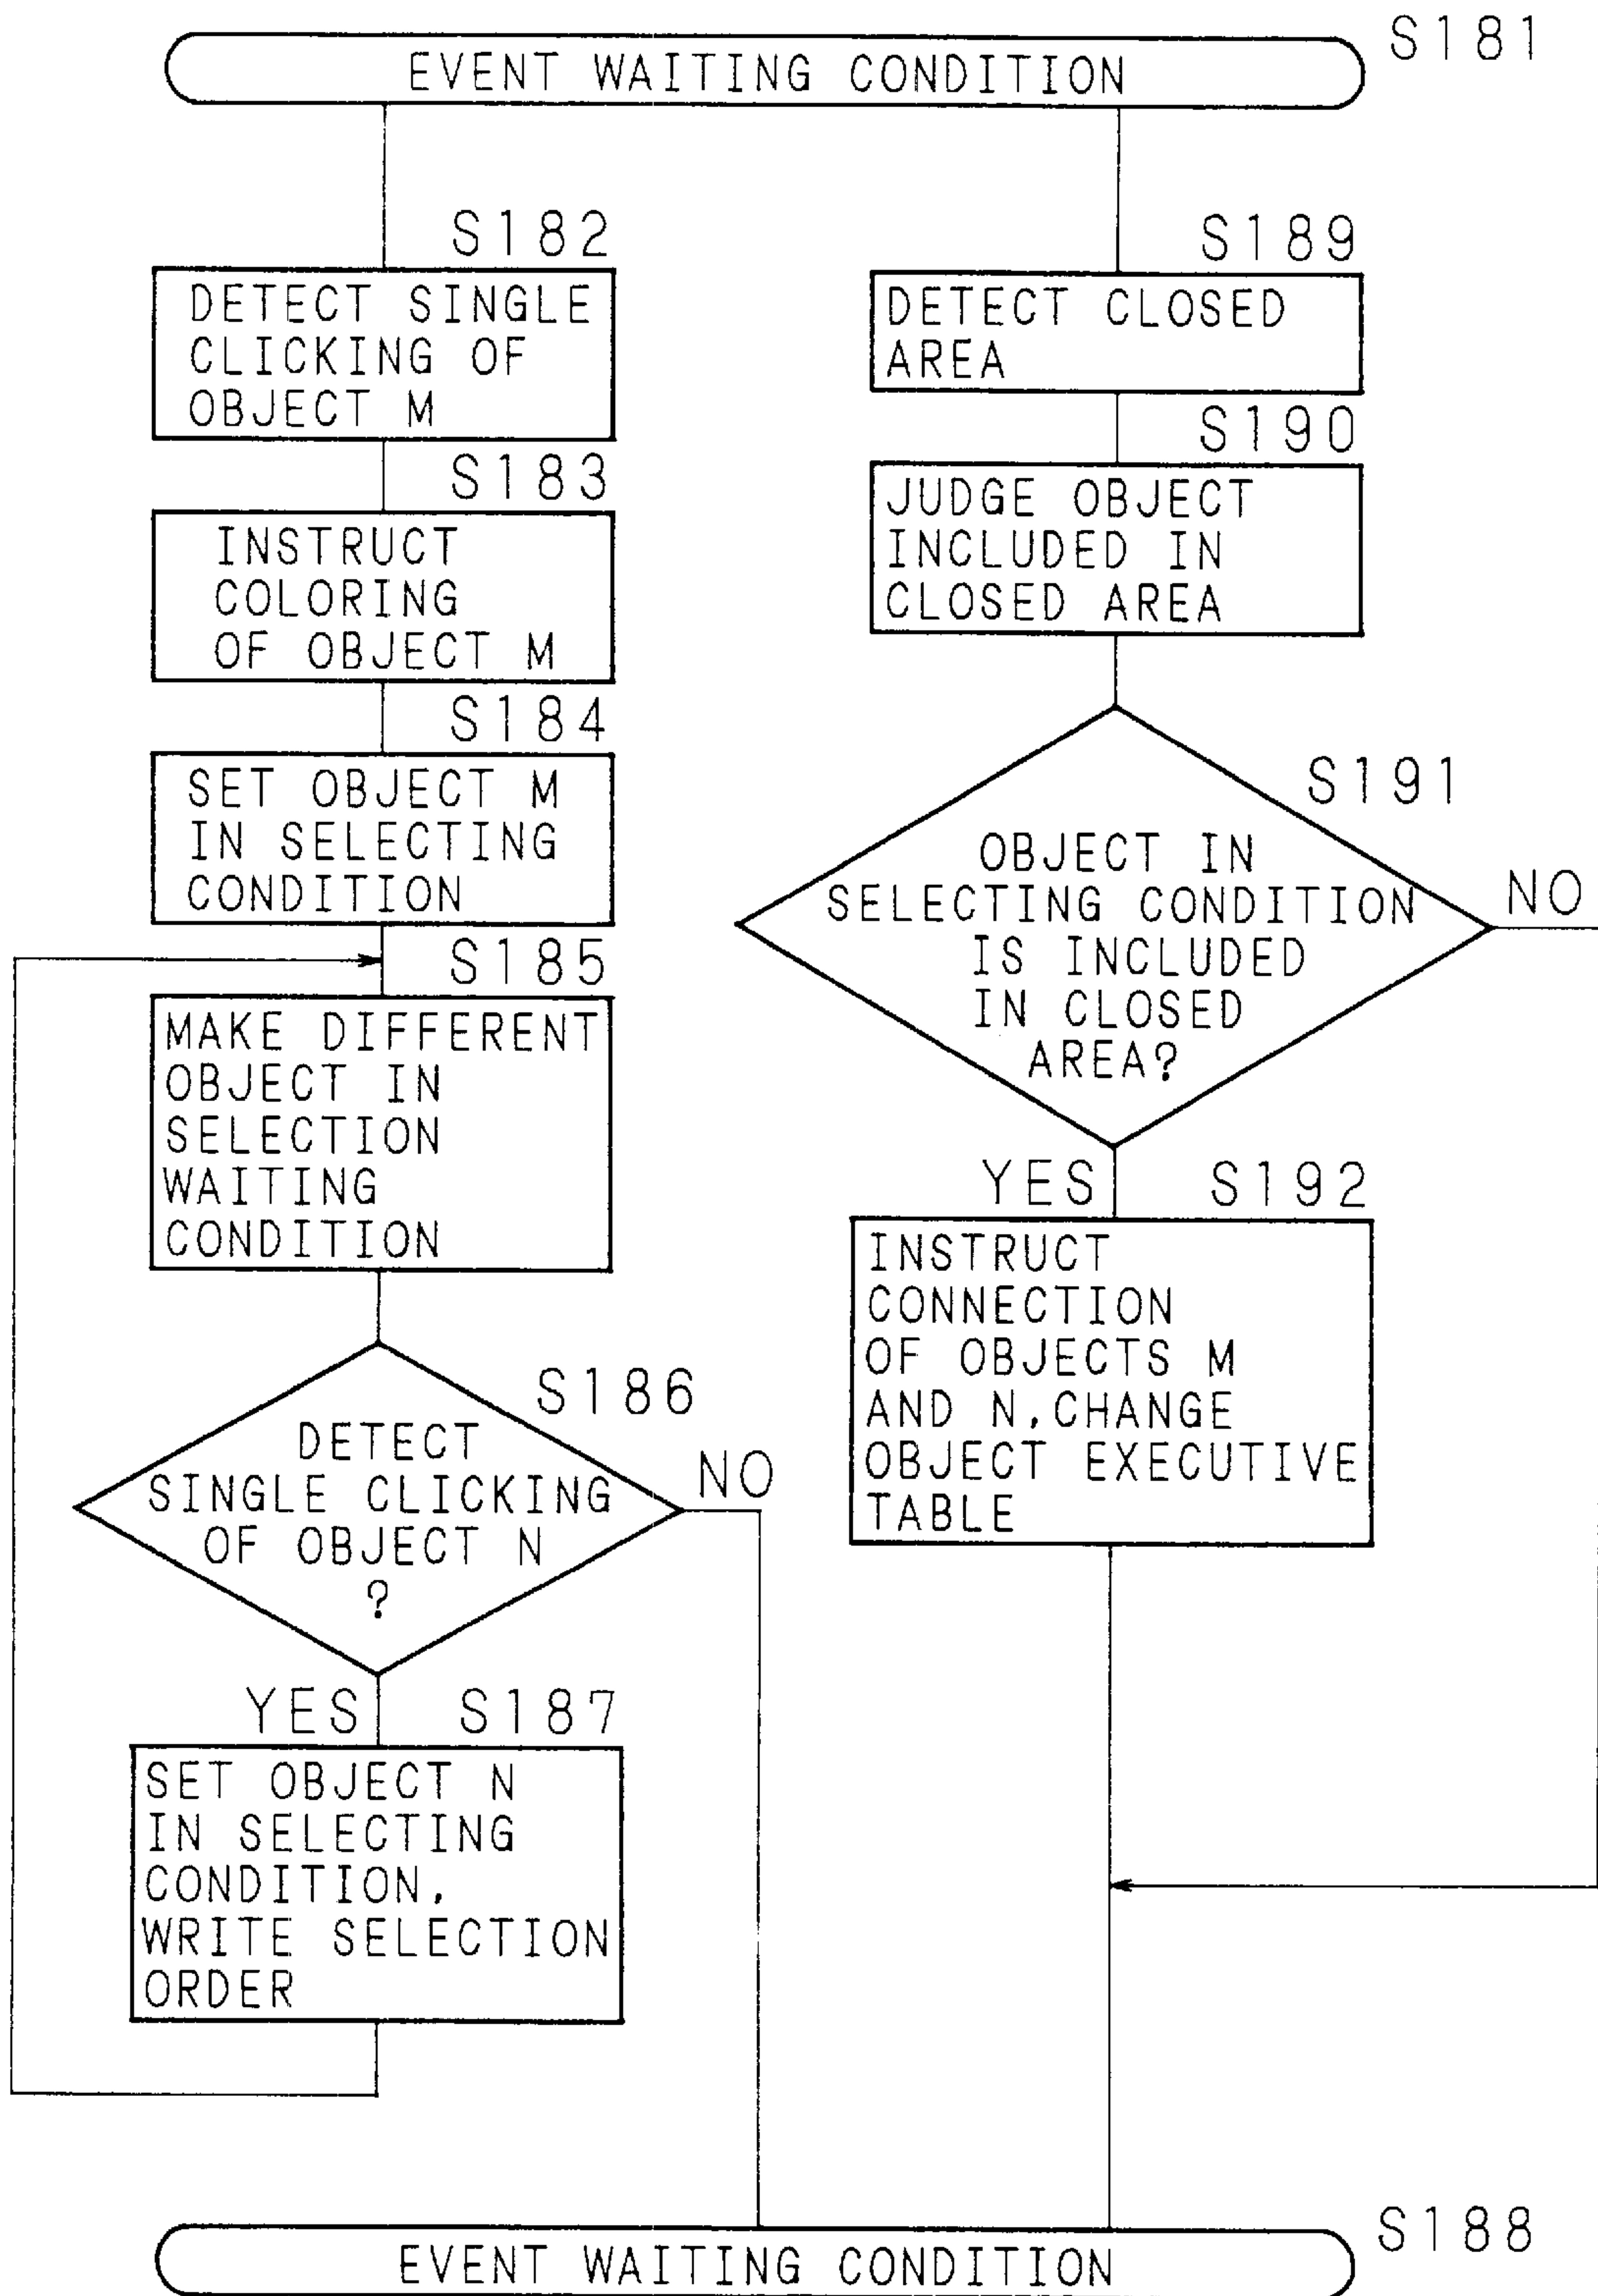 S181
EVENT WAITING CONDITION
S182
DETECT SINGLE
CLICKING OF
OBJECT M
S183
INSTRUCT
COLORING
OF OBJECT M
S184
SET OBJECT M
IN SELECTING
CONDITION
S185
MAKE DIFFERENT
OBJECT IN
SELECTION
WAITING
CONDITION
S186
DETECT
SINGLE CLICKING
OF OBJECT N
?
NO
YES
S187
SET OBJECT N
IN SELECTING
CONDITION,
WRITE SELECTION
ORDER
S189
DETECT CLOSED
AREA
S190
JUDGE OBJECT
INCLUDED IN
CLOSED AREA
S191
OBJECT IN
SELECTING CONDITION
IS INCLUDED
IN CLOSED
AREA?
NO
YES
S192
INSTRUCT
CONNECTION
OF OBJECTS M
AND N, CHANGE
OBJECT EXECUTIVE
TABLE
S188
EVENT WAITING CONDITION